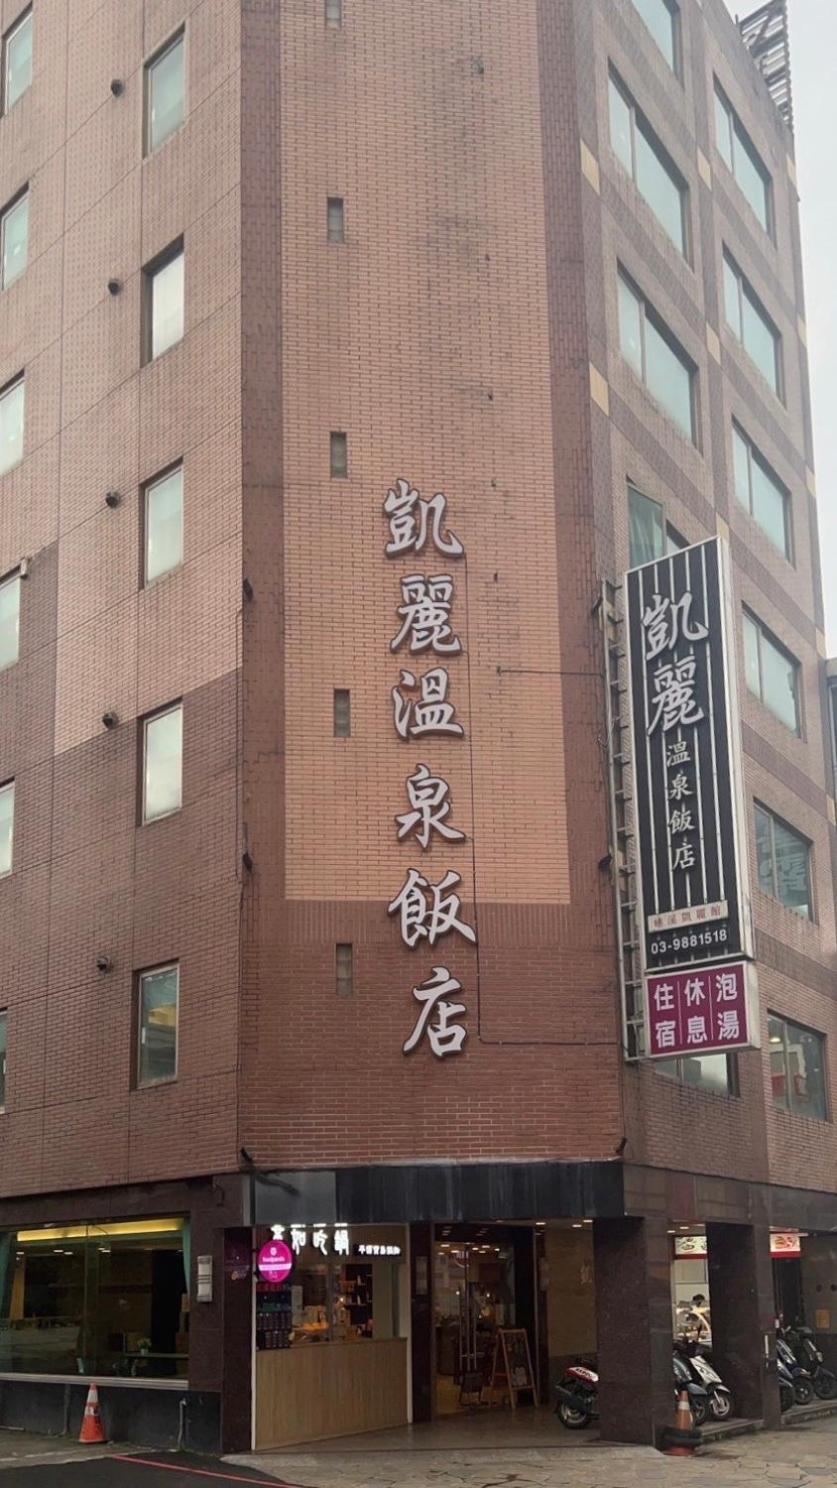 凱麗溫泉飯店
凱麗
溫泉飯店
礁溪凱麗館
03-9881518
泡湯
休息
住宿
foodpanda